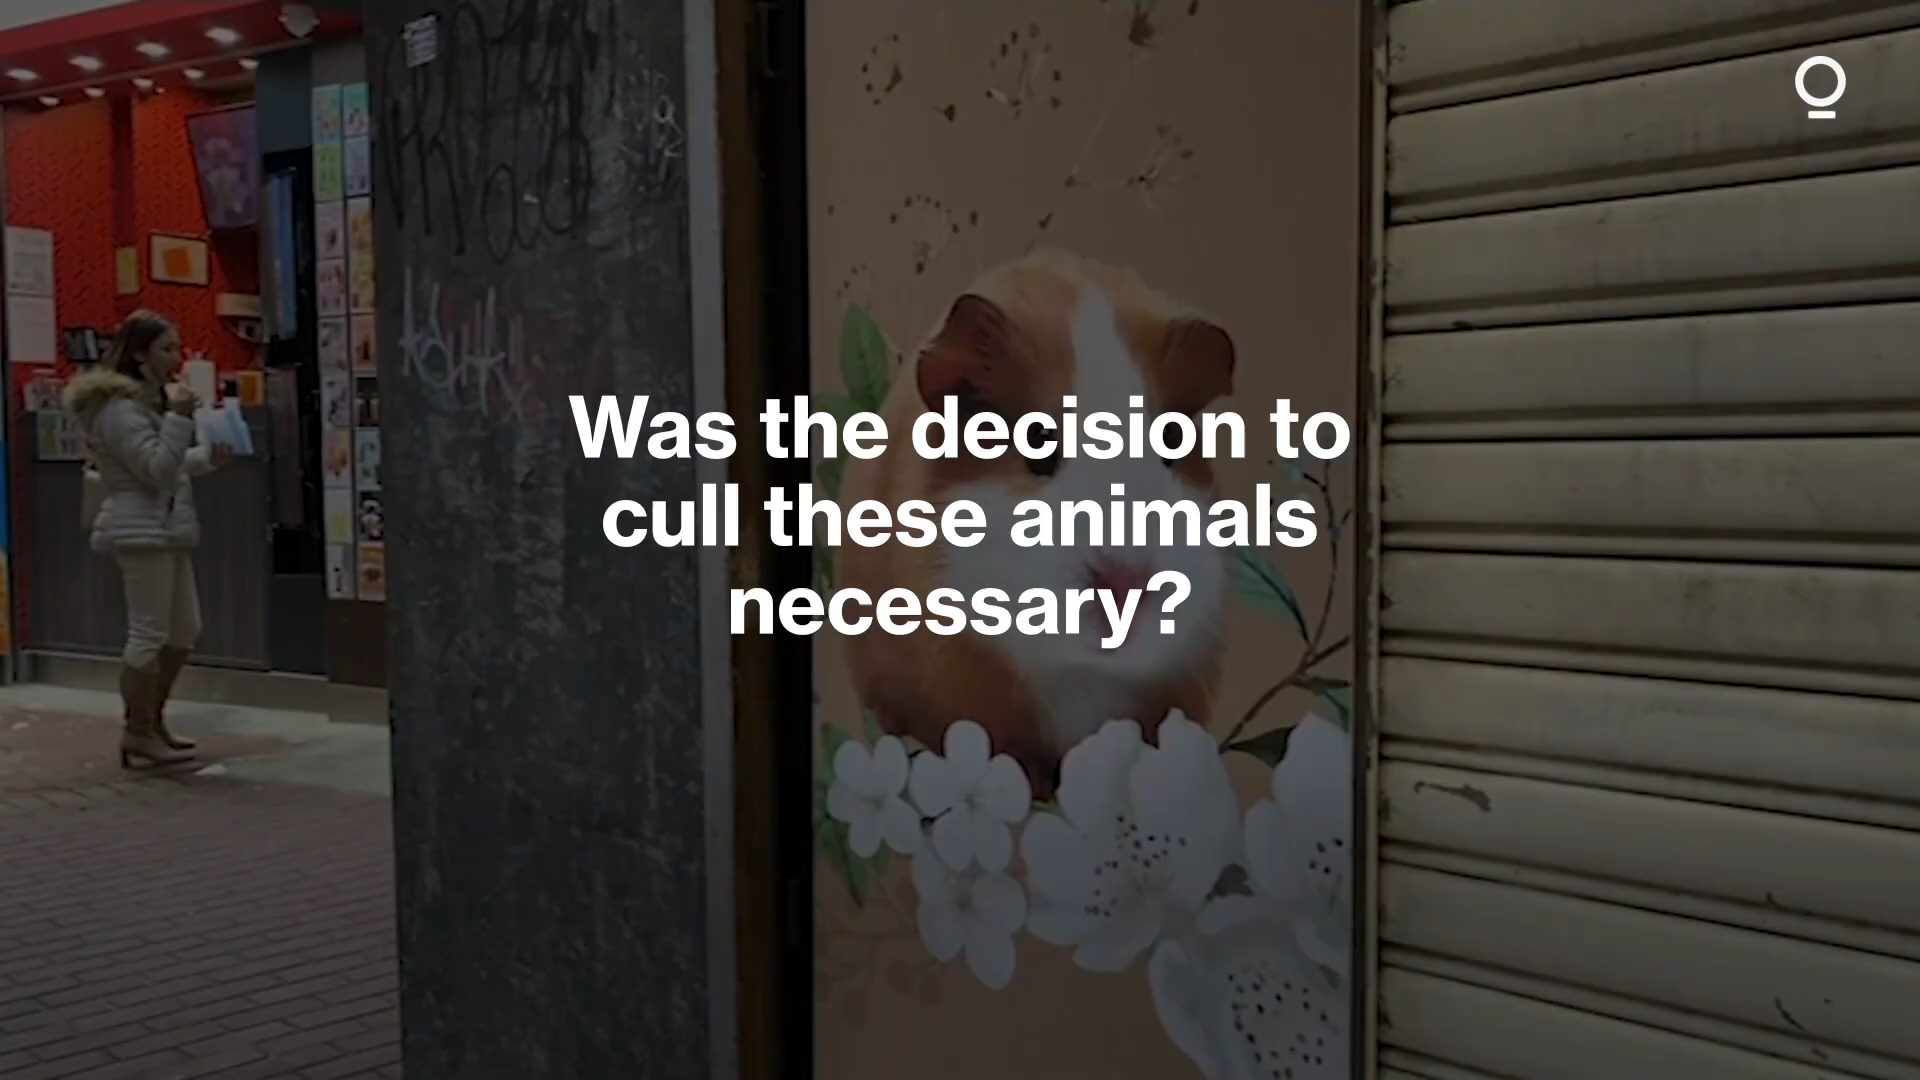 Was the decision to
cull these animals
necessary?